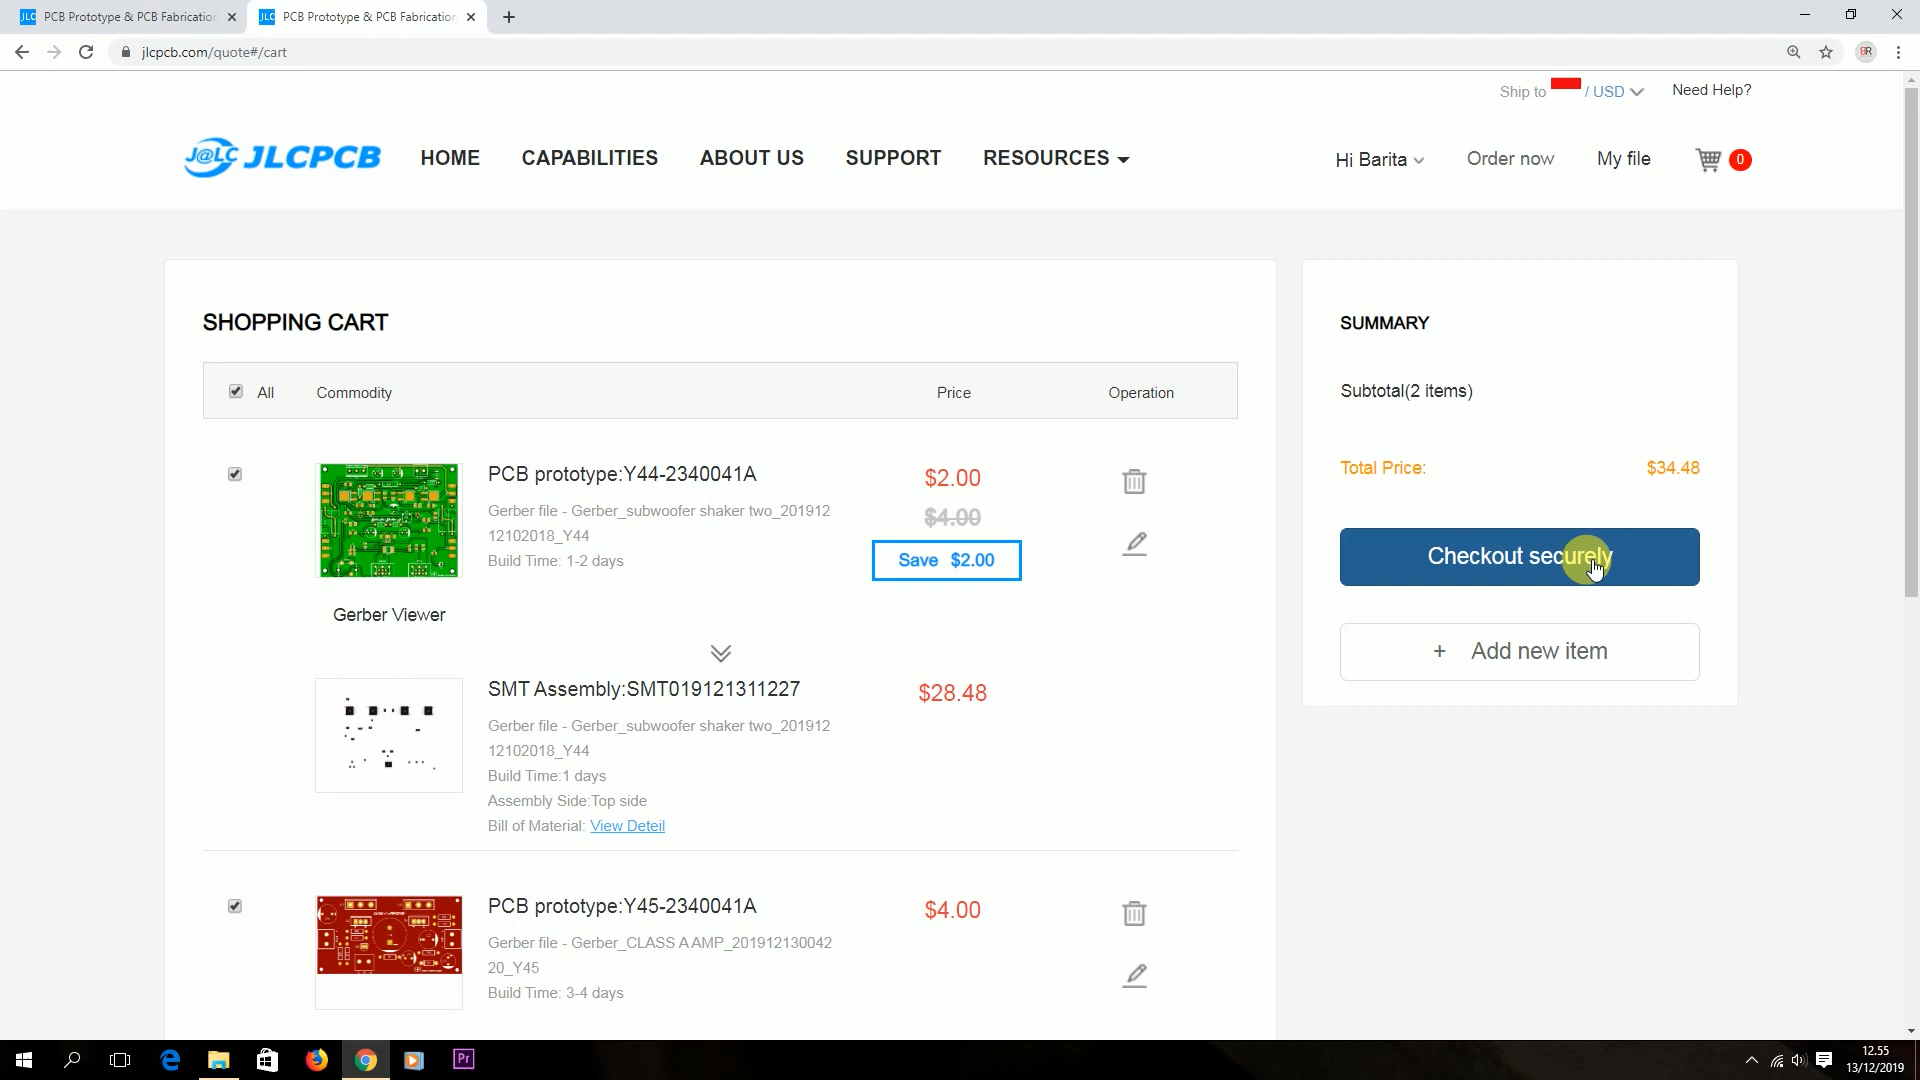 JLC PCB Prototype & PCB Fabrication
JLC PCB Prototype & PCB Fabrication
jlcpcb.com/quote#/cart
Ship to / USD
Need Help?
J@LC JLCPCB
HOME
CAPABILITIES
ABOUT US
SUPPORT
RESOURCES
Hi Barita
Order now
My file
0
SHOPPING CART
All
Commodity
Price
Operation
PCB prototype:Y44-2340041A
$2.00
Gerber file - Gerber_subwoofer shaker two_201912
$4.00
12102018_Y44
Build Time: 1-2 days
Save $2.00
Gerber Viewer
SMT Assembly:SMT019121311227
$28.48
Gerber file - Gerber_subwoofer shaker two_201912
12102018_Y44
Build Time:1 days
Assembly Side:Top side
Bill of Material: View Deteil
PCB prototype:Y45-2340041A
$4.00
Gerber file - Gerber_CLASS A AMP_201912130042
20_Y45
Build Time: 3-4 days
SUMMARY
Subtotal(2 items)
Total Price:
$34.48
Checkout securely
+ Add new item
Pr
12.55
13/12/2019